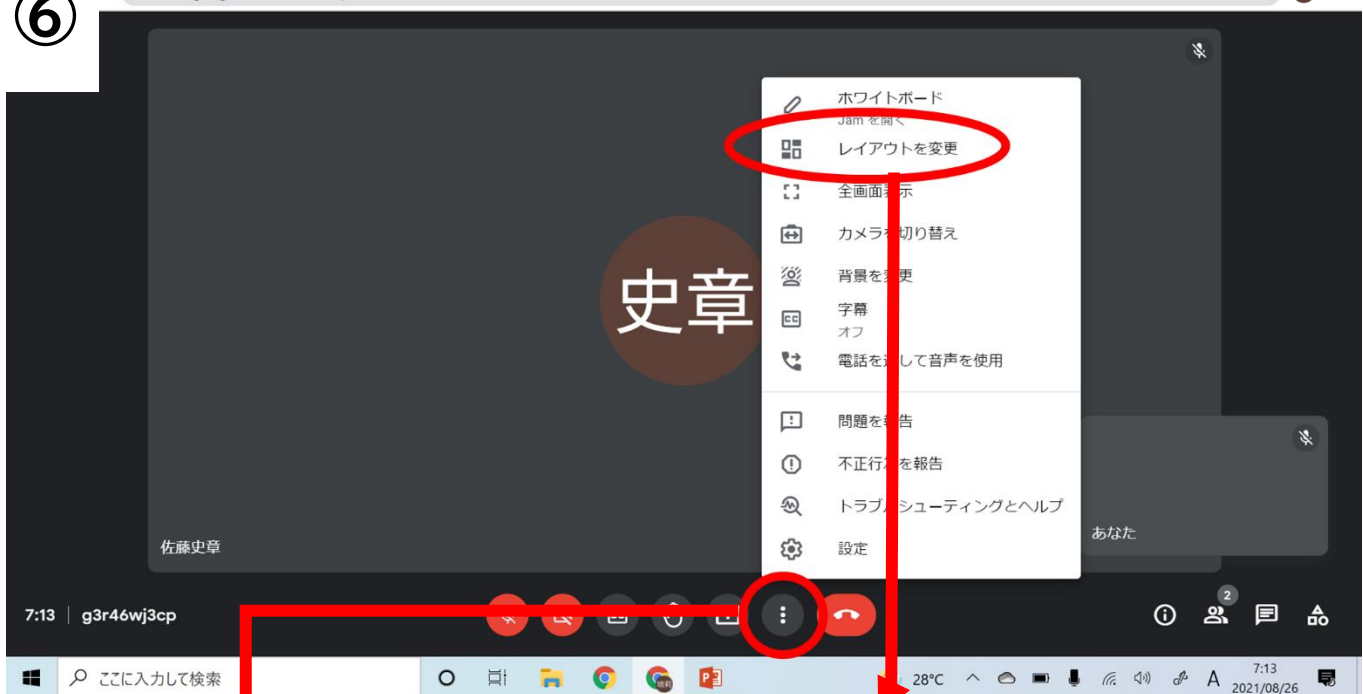 ⑥
史章
ホワイトボード
Jam を開く
レイアウトを変更
全画面表示
カメラを切り替え
背景を変更
字幕
オフ
電話を通して音声を使用
問題を報告
不正行為を報告
トラブルシューティングとヘルプ
設定
佐藤史章
あなた
7:13 | g3r46wj3cp
2
ここに入力して検索
28°C
A
7:13
2021/08/26